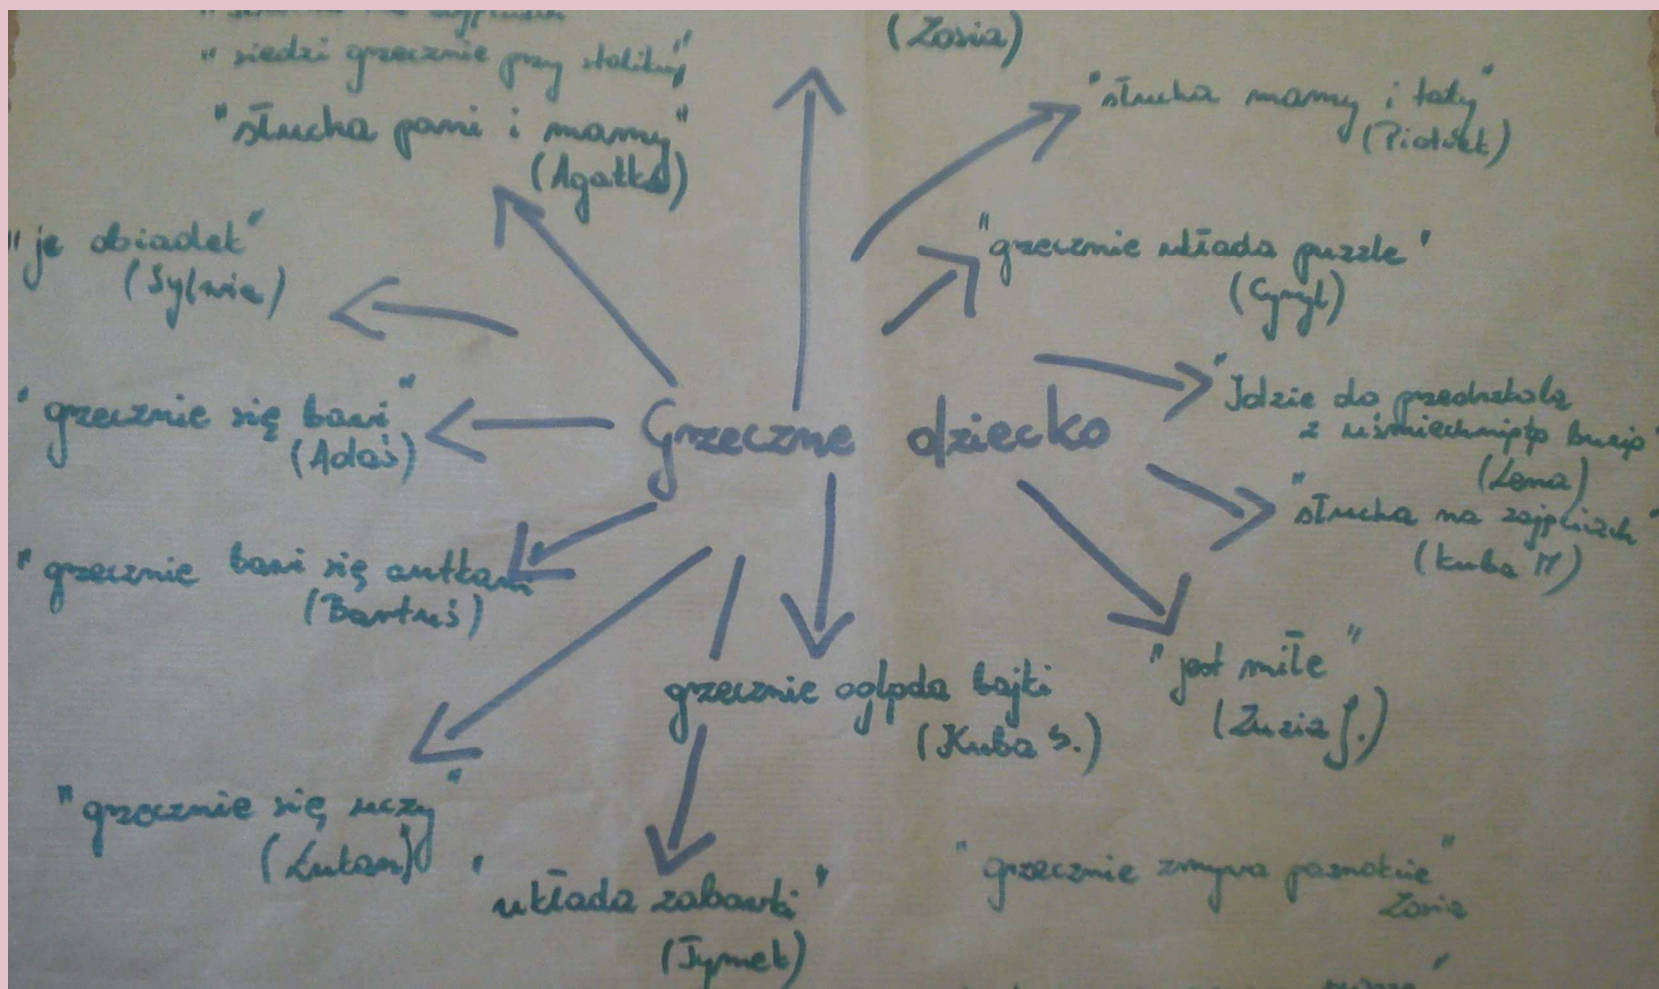 "siedzi grzecznie przy stoliku"
"słucha pani i mamy"
(Agatka)
(Zosia)
"słucha mamy i taty"
(Piotrek)
"je obiadek"
(Sylwia)
"grzecznie układa puzzle"
(Cyryl)
"grzecznie się bawi"
(Adaś)
Grzeczne dziecko
"Idzie do przedszkola
z uśmiechniętą buzią"
(Lena)
"słucha na zajęciach"
(Kuba M)
"grzecznie bawi się autkami"
(Bartuś)
grzecznie ogląda bajki
(Kuba S.)
"jest miłe"
(Zuzia J.)
"grzecznie się uczy"
(Łukasz)
"układa zabawki"
(Tymek)
"grzecznie zmywa paznokcie"
Zosia